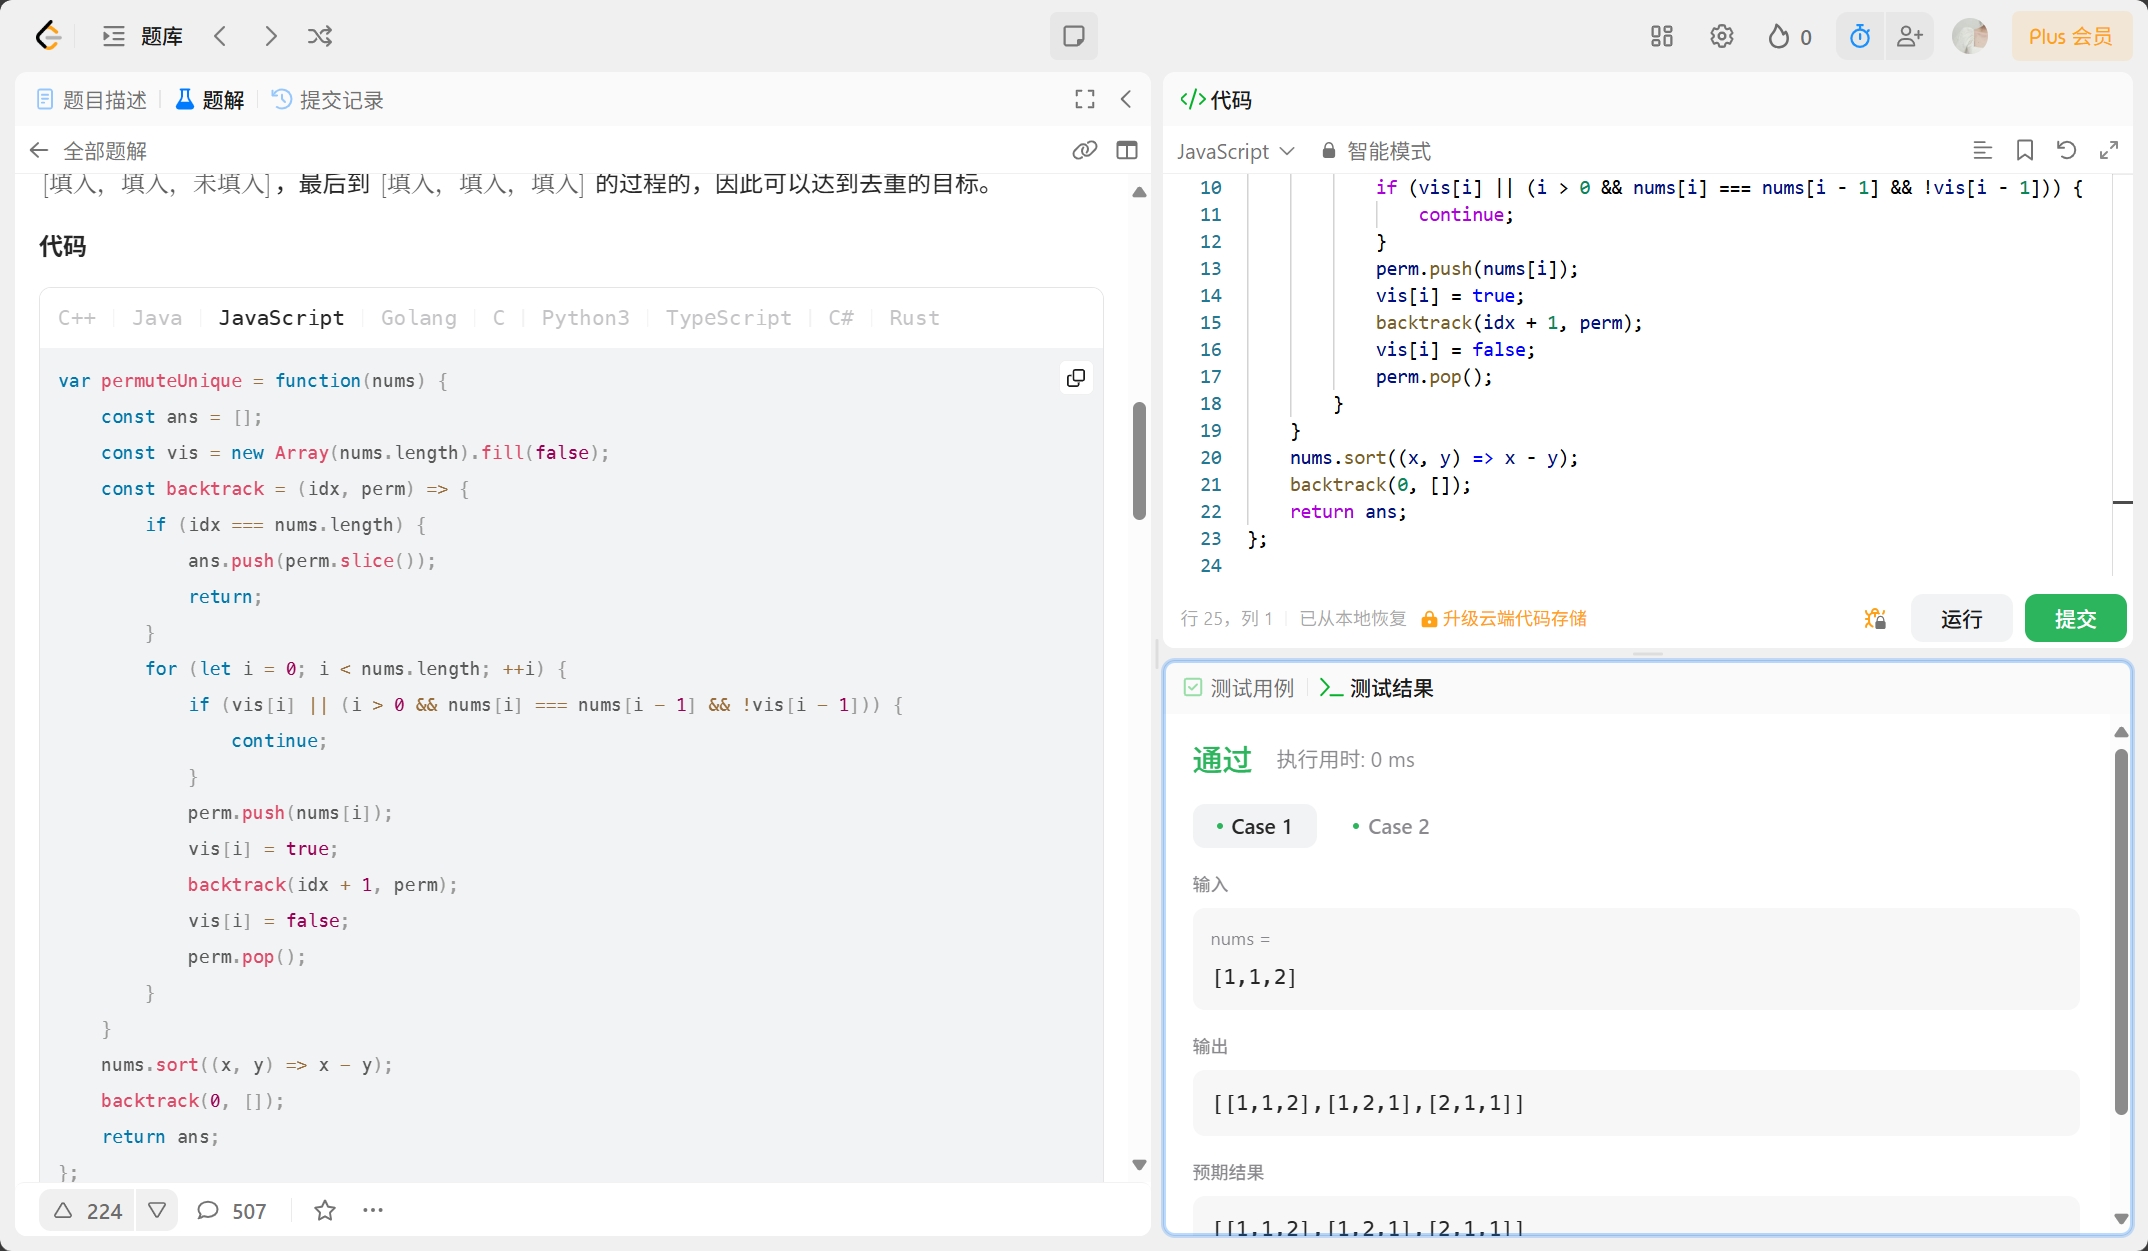 题库
0
Plus 会员
题目描述
题解
提交记录
全部题解
[填入，填入，未填入]，最后到 [填入，填入，填入] 的过程的，因此可以达到去重的目标。
代码
C++ Java JavaScript Golang C Python3 TypeScript C# Rust
var permuteUnique = function(nums) {
    const ans = [];
    const vis = new Array(nums.length).fill(false);
    const backtrack = (idx, perm) => {
        if (idx === nums.length) {
            ans.push(perm.slice());
            return;
        }
        for (let i = 0; i < nums.length; ++i) {
            if (vis[i] || (i > 0 && nums[i] === nums[i - 1] && !vis[i - 1])) {
                continue;
            }
            perm.push(nums[i]);
            vis[i] = true;
            backtrack(idx + 1, perm);
            vis[i] = false;
            perm.pop();
        }
    }
    nums.sort((x, y) => x - y);
    backtrack(0, []);
    return ans;
};
224
507
</>代码
JavaScript
智能模式
10 if (vis[i] || (i > 0 && nums[i] === nums[i - 1] && !vis[i - 1])) {
11 continue;
12 }
13 perm.push(nums[i]);
14 vis[i] = true;
15 backtrack(idx + 1, perm);
16 vis[i] = false;
17 perm.pop();
18 }
19 }
20 nums.sort((x, y) => x - y);
21 backtrack(0, []);
22 return ans;
23 };
24
行 25，列 1
已从本地恢复
升级云端代码存储
运行
提交
测试用例
测试结果
通过
执行用时: 0 ms
Case 1
Case 2
输入
nums =
[1,1,2]
输出
[[1,1,2],[1,2,1],[2,1,1]]
预期结果
[[1,1,2],[1,2,1],[2,1,1]]